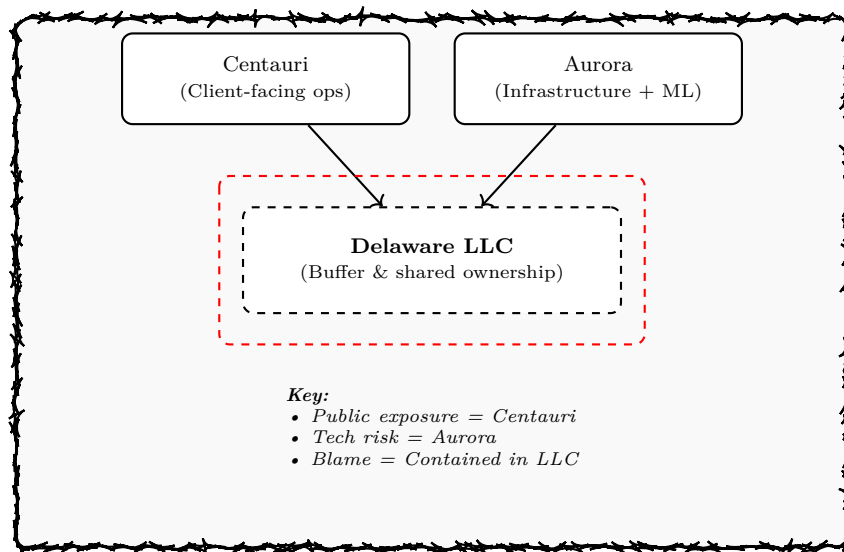 Centauri
(Client-facing ops)
Aurora
(Infrastructure + ML)
Delaware LLC
(Buffer & shared ownership)
Key:
• Public exposure = Centauri
• Tech risk = Aurora
• Blame = Contained in LLC